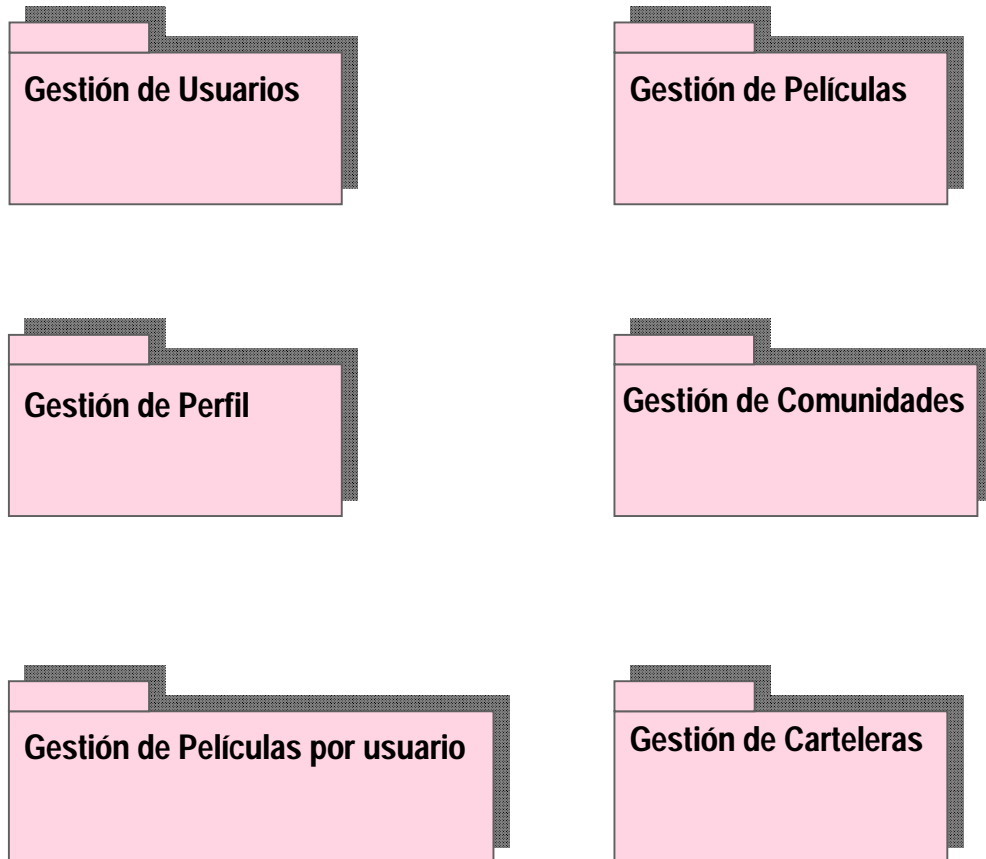 Gestión de Usuarios
Gestión de Películas
Gestión de Perfil
Gestión de Comunidades
Gestión de Películas por usuario
Gestión de Carteleras